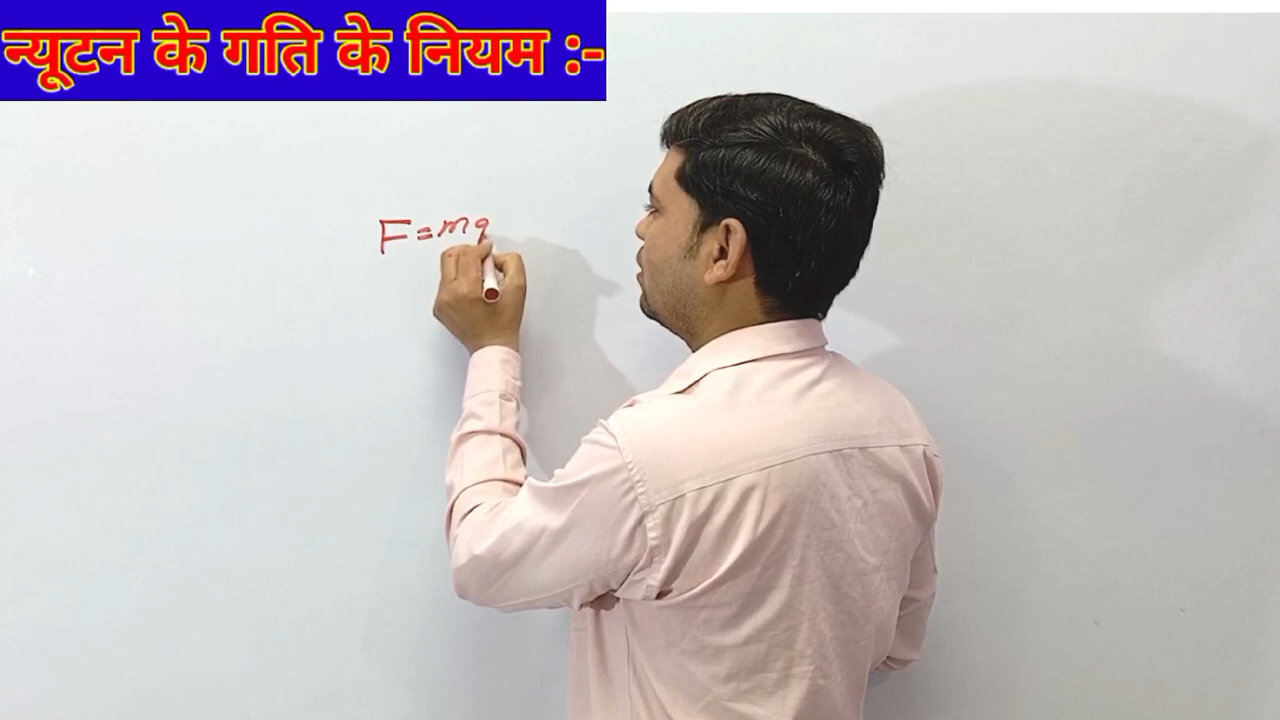 न्यूटन के गति के नियम :-
F=ma